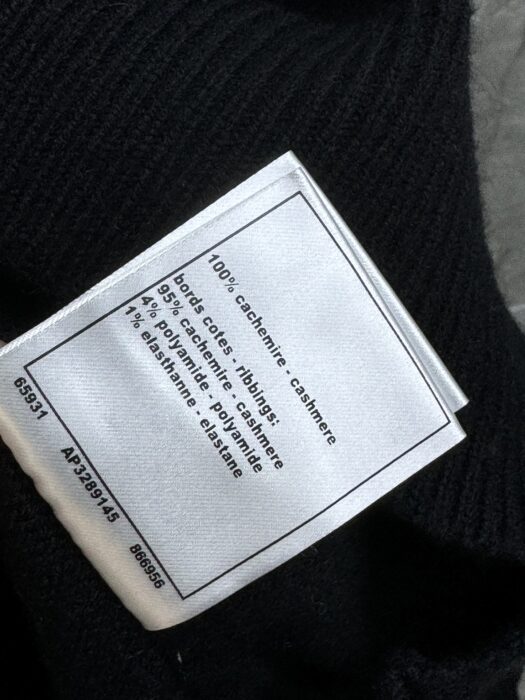 100% cachemire - cashmere
bords cotes - ribbings:
95% cachemire - cashmere
4% polyamide - polyamide
1% elasthanne - elastane
65931 AP3289145 866956